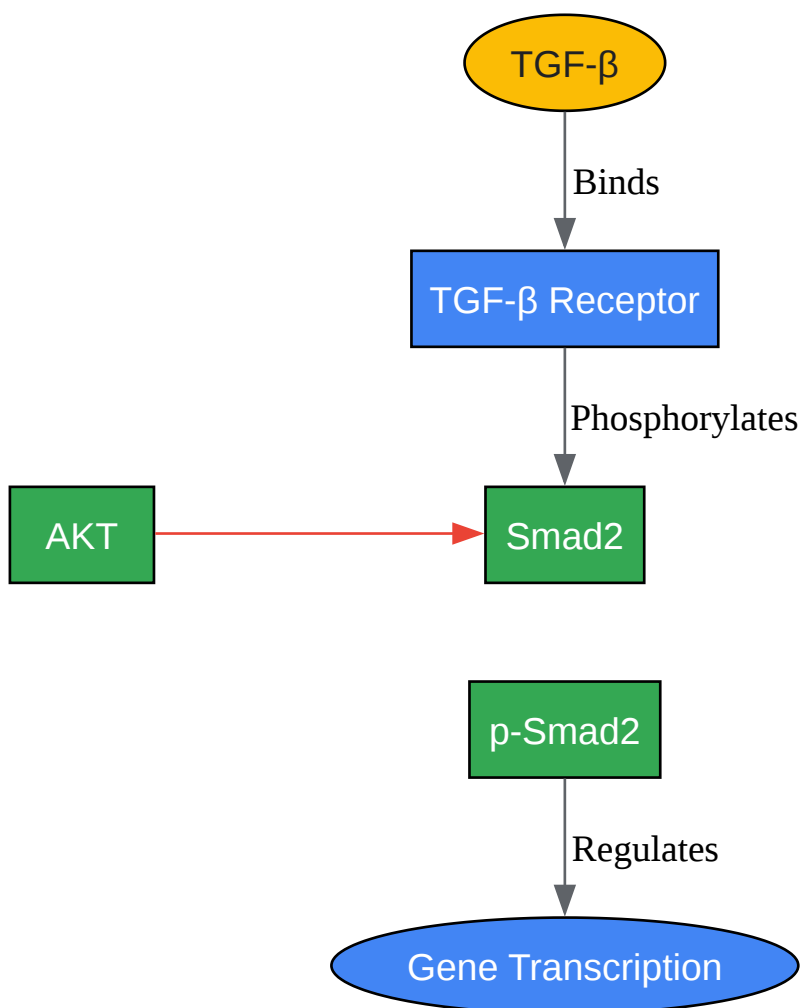 TGF-β
Binds
TGF-β Receptor
Phosphorylates
AKT
Smad2
p-Smad2
Regulates
Gene Transcription